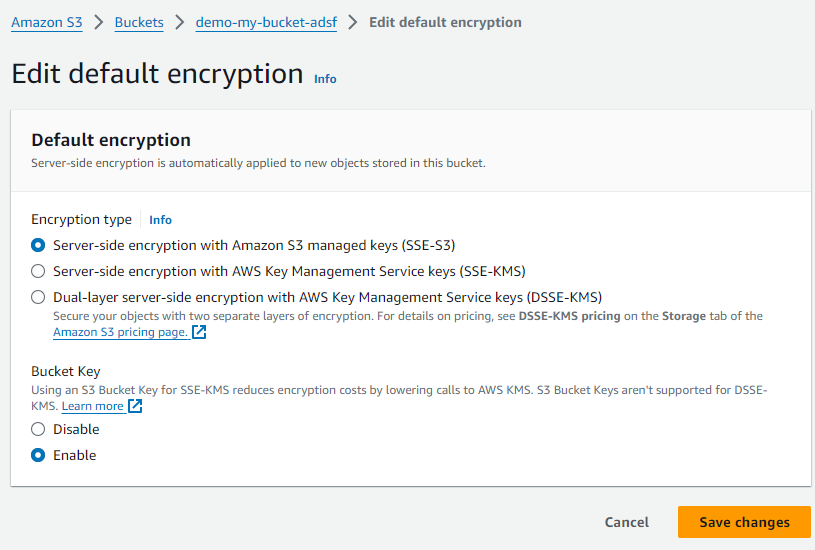 Amazon S3 > Buckets > demo-my-bucket-adsf > Edit default encryption
Edit default encryption Info
Default encryption
Server-side encryption is automatically applied to new objects stored in this bucket.
Encryption type Info
Server-side encryption with Amazon S3 managed keys (SSE-S3)
Server-side encryption with AWS Key Management Service keys (SSE-KMS)
Dual-layer server-side encryption with AWS Key Management Service keys (DSSE-KMS)
Secure your objects with two separate layers of encryption. For details on pricing, see DSSE-KMS pricing on the Storage tab of the
Amazon S3 pricing page.
Bucket Key
Using an S3 Bucket Key for SSE-KMS reduces encryption costs by lowering calls to AWS KMS. S3 Bucket Keys aren't supported for DSSE-
KMS. Learn more
Disable
Enable
Cancel Save changes